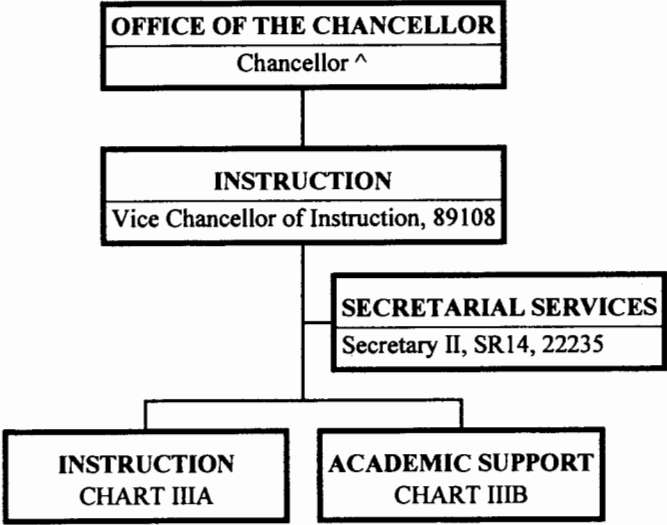 OFFICE OF THE CHANCELLOR
Chancellor ^
INSTRUCTION
Vice Chancellor of Instruction, 89108
SECRETARIAL SERVICES
Secretary II, SR14, 22235
INSTRUCTION
CHART IIIA
ACADEMIC SUPPORT
CHART IIIB